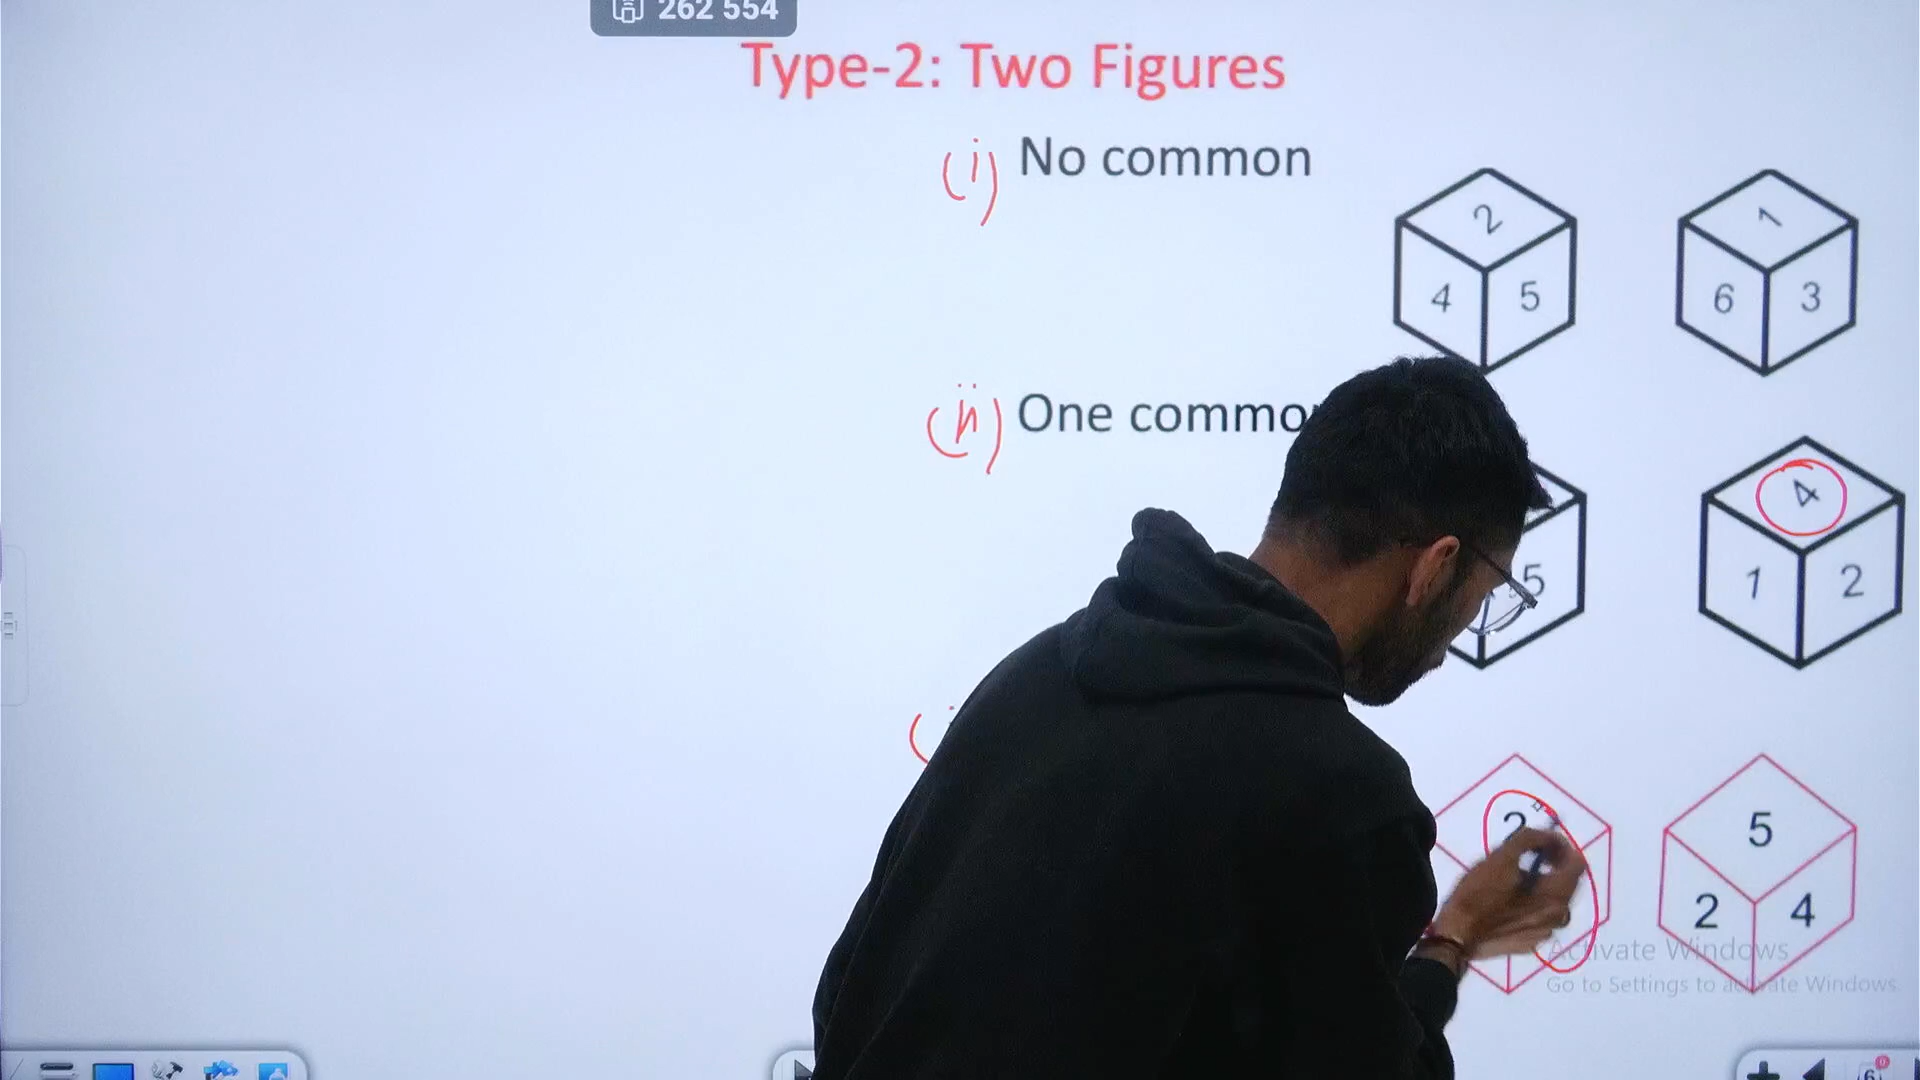 262 554
Type-2: Two Figures
(i) No common
2
4 5
1
6 3
(ii) One commo
5
4
1 2
2
5
2 4
Activate Windows
Go to Settings to activate Windows.